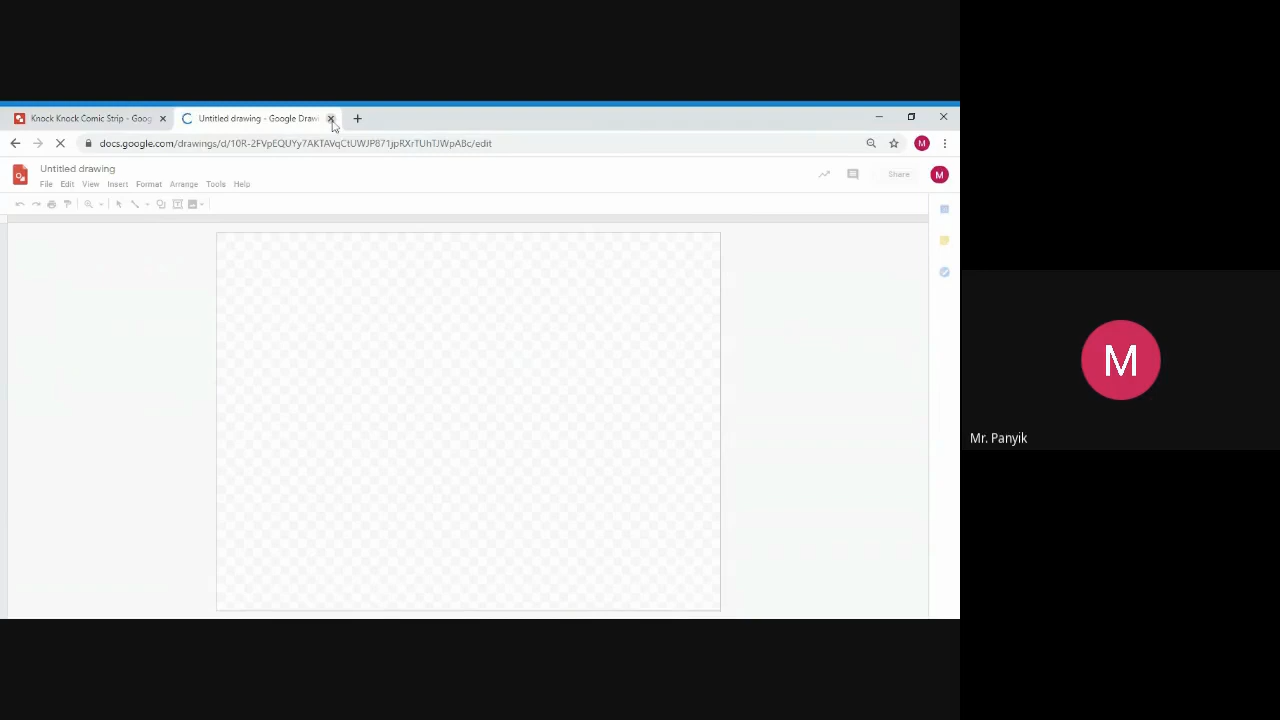 Knock Knock Comic Strip - Goog
Untitled drawing - Google Drawi
docs.google.com/drawings/d/10R-2FVpEQUYy7AKTAVqCtUWJP871jpRXrTUhTJWpABc/edit
M
Untitled drawing
File Edit View Insert Format Arrange Tools Help
Share
M
M
Mr. Panyik